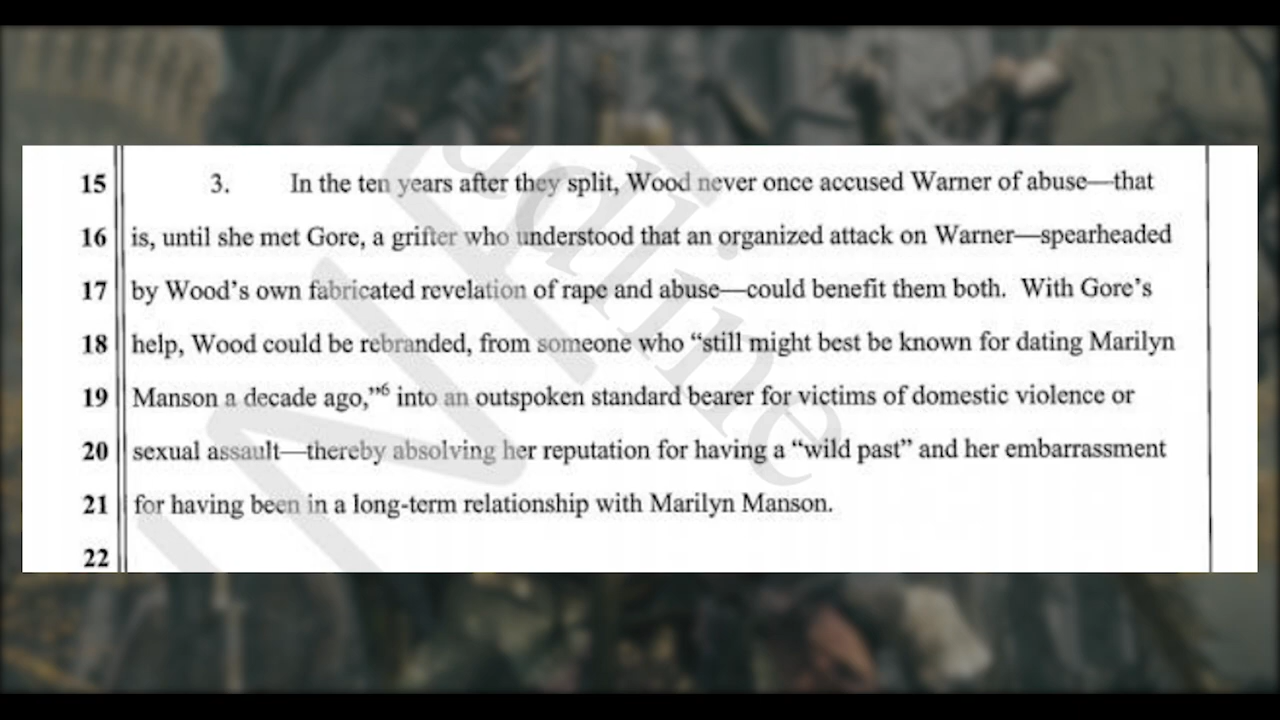 15 3. In the ten years after they split, Wood never once accused Warner of abuse—that
16 is, until she met Gore, a grifter who understood that an organized attack on Warner—spearheaded
17 by Wood's own fabricated revelation of rape and abuse—could benefit them both. With Gore's
18 help, Wood could be rebranded, from someone who “still might best be known for dating Marilyn
19 Manson a decade ago,”6 into an outspoken standard bearer for victims of domestic violence or
20 sexual assault—thereby absolving her reputation for having a “wild past” and her embarrassment
21 for having been in a long-term relationship with Marilyn Manson.
22